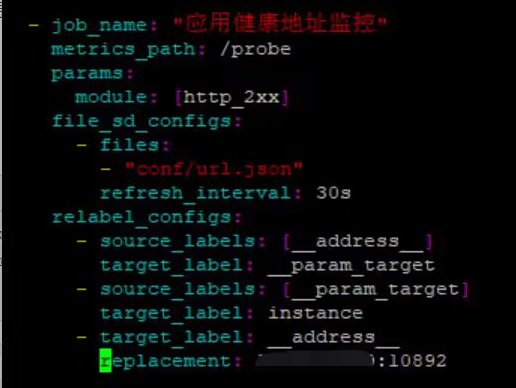 - job_name: "应用健康地址监控"
metrics_path: /probe
params:
module: [http_2xx]
file_sd_configs:
- files:
- "conf/url.json"
refresh_interval: 30s
relabel_configs:
- source_labels: [__address__]
target_label: __param_target
- source_labels: [__param_target]
target_label: instance
- target_label: __address__
replacement: :10892